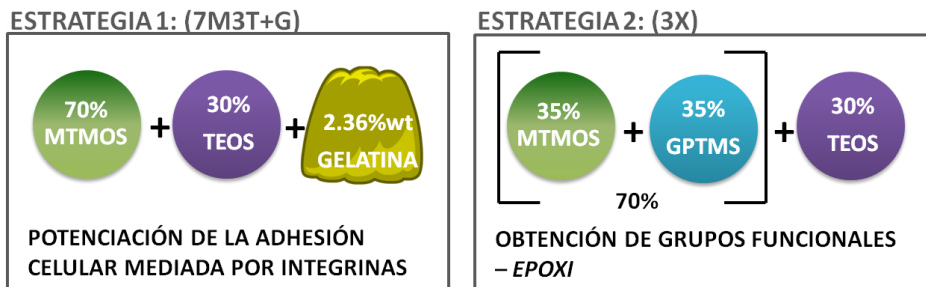 ESTRATEGIA 1: (7M3T+G)
70%
MTMOS
+
30%
TEOS
+
2.36%wt
GELATINA
POTENCIACIÓN DE LA ADHESIÓN
CELULAR MEDIADA POR INTEGRINAS
ESTRATEGIA 2: (3X)
35%
MTMOS
+
35%
GPTMS
+
30%
TEOS
70%
OBTENCIÓN DE GRUPOS FUNCIONALES
– EPOXI